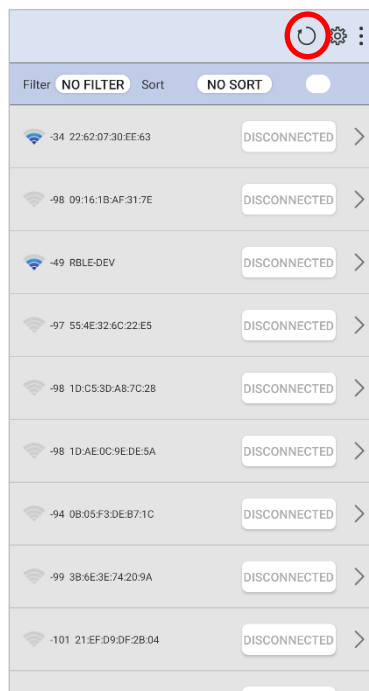 Filter NO FILTER Sort NO SORT
-34 22:62:07:30:EE:63 DISCONNECTED
-98 09:16:1B:AF:31:7E DISCONNECTED
-49 RBLE-DEV DISCONNECTED
-97 55:4E:32:6C:22:E5 DISCONNECTED
-98 1D:C5:3D:A8:7C:28 DISCONNECTED
-98 1D:AE:0C:9E:DE:5A DISCONNECTED
-94 0B:05:F3:DE:B7:1C DISCONNECTED
-99 3B:6E:3E:74:20:9A DISCONNECTED
-101 21:EF:D9:DF:2B:04 DISCONNECTED